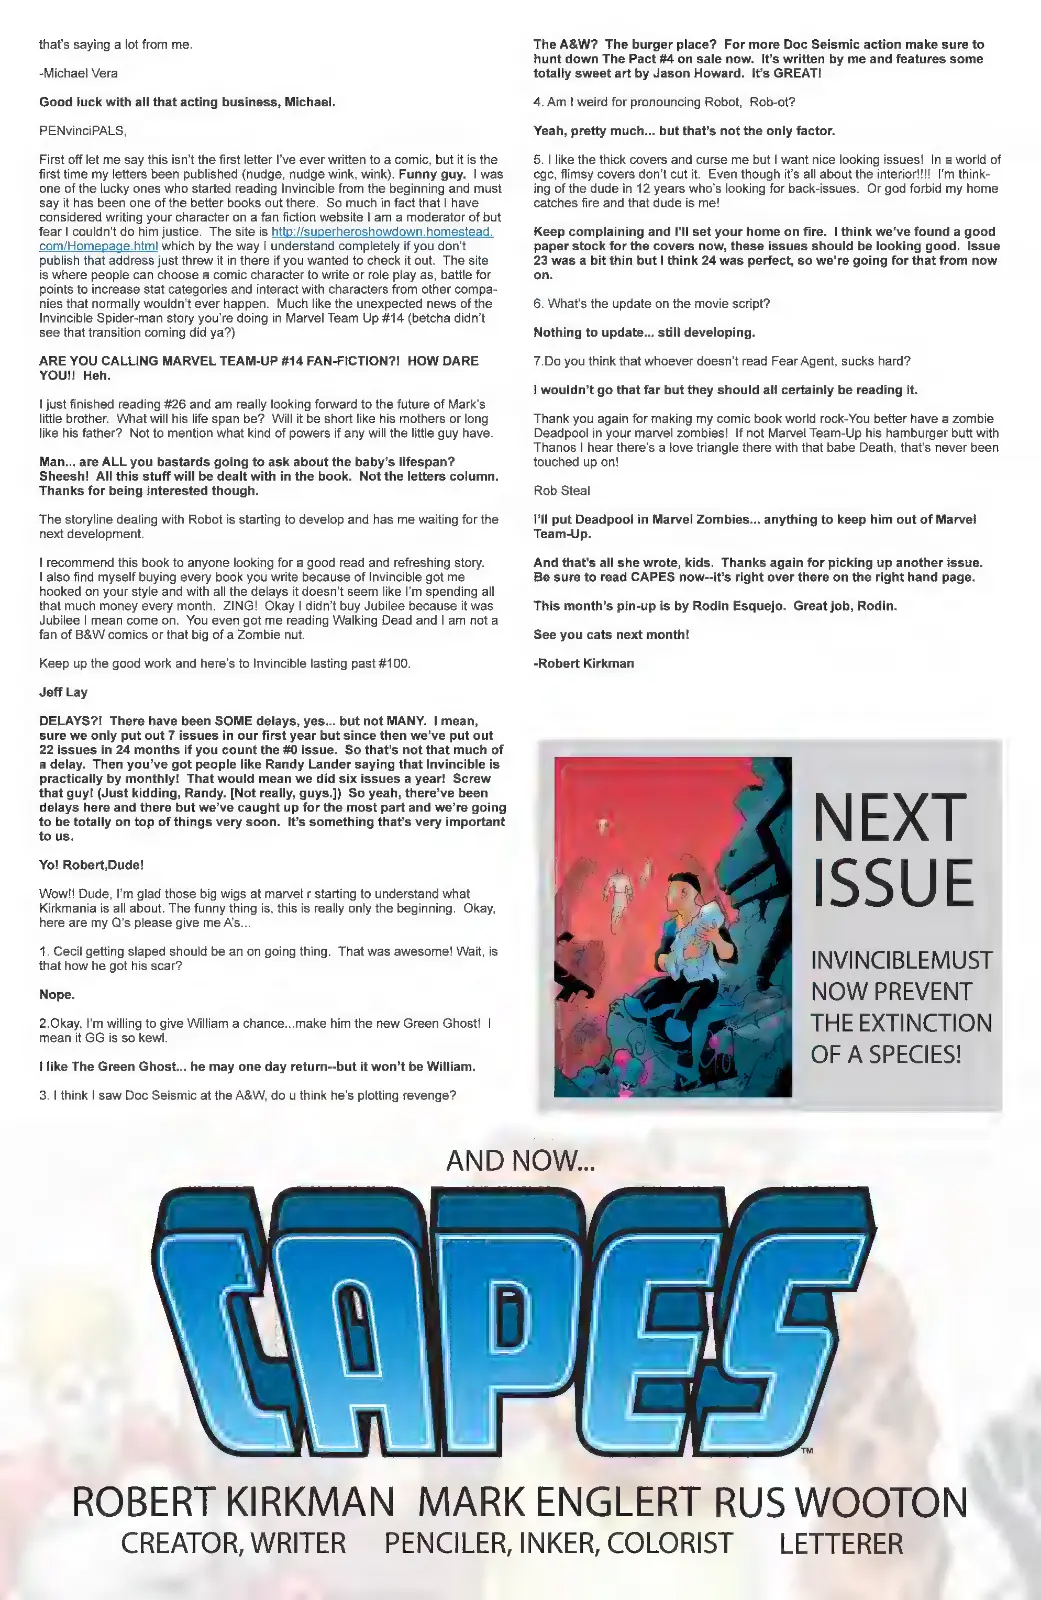 that's saying a lot from me.
-Michael Vera
Good luck with all that acting business, Michael.
PENvinciPALS,
First off let me say this isn't the first letter I've ever written to a comic, but it is the
first time my letters been published (nudge, nudge wink, wink). Funny guy. I was
one of the lucky ones who started reading Invincible from the beginning and must
say it has been one of the better books out there. So much in fact that I have
considered writing your character on a fan fiction website I am a moderator of but
fear I couldn't do him justice. The site is http://superheroshowdown.homestead.
com/Homepage.html which by the way I understand completely if you don't
publish that address just threw it in there if you wanted to check it out. The site
is where people can choose a comic character to write or role play as, battle for
points to increase stat categories and interact with characters from other compa-
nies that normally wouldn't ever happen. Much like the unexpected news of the
Invincible Spider-man story you're doing in Marvel Team Up #14 (betcha didn't
see that transition coming did ya?)
ARE YOU CALLING MARVEL TEAM-UP #14 FAN-FICTION?! HOW DARE
YOU!! Heh.
I just finished reading #26 and am really looking forward to the future of Mark's
little brother. What will his life span be? Will it be short like his mothers or long
like his father? Not to mention what kind of powers if any will the little guy have.
Man... are ALL you bastards going to ask about the baby's lifespan?
Sheesh! All this stuff will be dealt with in the book. Not the letters column.
Thanks for being interested though.
The storyline dealing with Robot is starting to develop and has me waiting for the
next development.
I recommend this book to anyone looking for a good read and refreshing story.
I also find myself buying every book you write because of Invincible got me
hooked on your style and with all the delays it doesn't seem like I'm spending all
that much money every month. ZING! Okay I didn't buy Jubilee because it was
Jubilee I mean come on. You even got me reading Walking Dead and I am not a
fan of B&W comics or that big of a Zombie nut.
Keep up the good work and here's to Invincible lasting past #100.
Jeff Lay
DELAYS?! There have been SOME delays, yes... but not MANY. I mean,
sure we only put out 7 issues in our first year but since then we've put out
22 issues in 24 months if you count the #0 issue. So that's not that much of
a delay. Then you've got people like Randy Lander saying that Invincible is
practically by monthly! That would mean we did six issues a year! Screw
that guy! (Just kidding, Randy. [Not really, guys.]) So yeah, there've been
delays here and there but we've caught up for the most part and we're going
to be totally on top of things very soon. It's something that's very important
to us.
Yo! Robert,Dude!
Wow!! Dude, I'm glad those big wigs at marvel r starting to understand what
Kirkmania is all about. The funny thing is, this is really only the beginning. Okay,
here are my Q's please give me A's...
1. Cecil getting slaped should be an on going thing. That was awesome! Wait, is
that how he got his scar?
Nope.
2.Okay, I'm willing to give William a chance...make him the new Green Ghost! I
mean it GG is so kewl.
I like The Green Ghost... he may one day return--but it won't be William.
3. I think I saw Doc Seismic at the A&W, do u think he's plotting revenge?
The A&W? The burger place? For more Doc Seismic action make sure to
hunt down The Pact #4 on sale now. It's written by me and features some
totally sweet art by Jason Howard. It's GREAT!
4. Am I weird for pronouncing Robot, Rob-ot?
Yeah, pretty much... but that's not the only factor.
5. I like the thick covers and curse me but I want nice looking issues! In a world of
cgc, flimsy covers don't cut it. Even though it's all about the interior!!!! I'm think-
ing of the dude in 12 years who's looking for back-issues. Or god forbid my home
catches fire and that dude is me!
Keep complaining and I'll set your home on fire. I think we've found a good
paper stock for the covers now, these issues should be looking good. Issue
23 was a bit thin but I think 24 was perfect, so we're going for that from now
on.
6. What's the update on the movie script?
Nothing to update... still developing.
7.Do you think that whoever doesn't read Fear Agent, sucks hard?
I wouldn't go that far but they should all certainly be reading it.
Thank you again for making my comic book world rock-You better have a zombie
Deadpool in your marvel zombies! If not Marvel Team-Up his hamburger butt with
Thanos I hear there's a love triangle there with that babe Death, that's never been
touched up on!
Rob Steal
I'll put Deadpool in Marvel Zombies... anything to keep him out of Marvel
Team-Up.
And that's all she wrote, kids. Thanks again for picking up another issue.
Be sure to read CAPES now--it's right over there on the right hand page.
This month's pin-up is by Rodin Esquejo. Great job, Rodin.
See you cats next month!
-Robert Kirkman
NEXT
ISSUE
INVINCIBLEMUST
NOW PREVENT
THE EXTINCTION
OF A SPECIES!
AND NOW...
CAPES
TM
ROBERT KIRKMAN MARK ENGLERT RUS WOOTON
CREATOR, WRITER PENCILER, INKER, COLORIST LETTERER